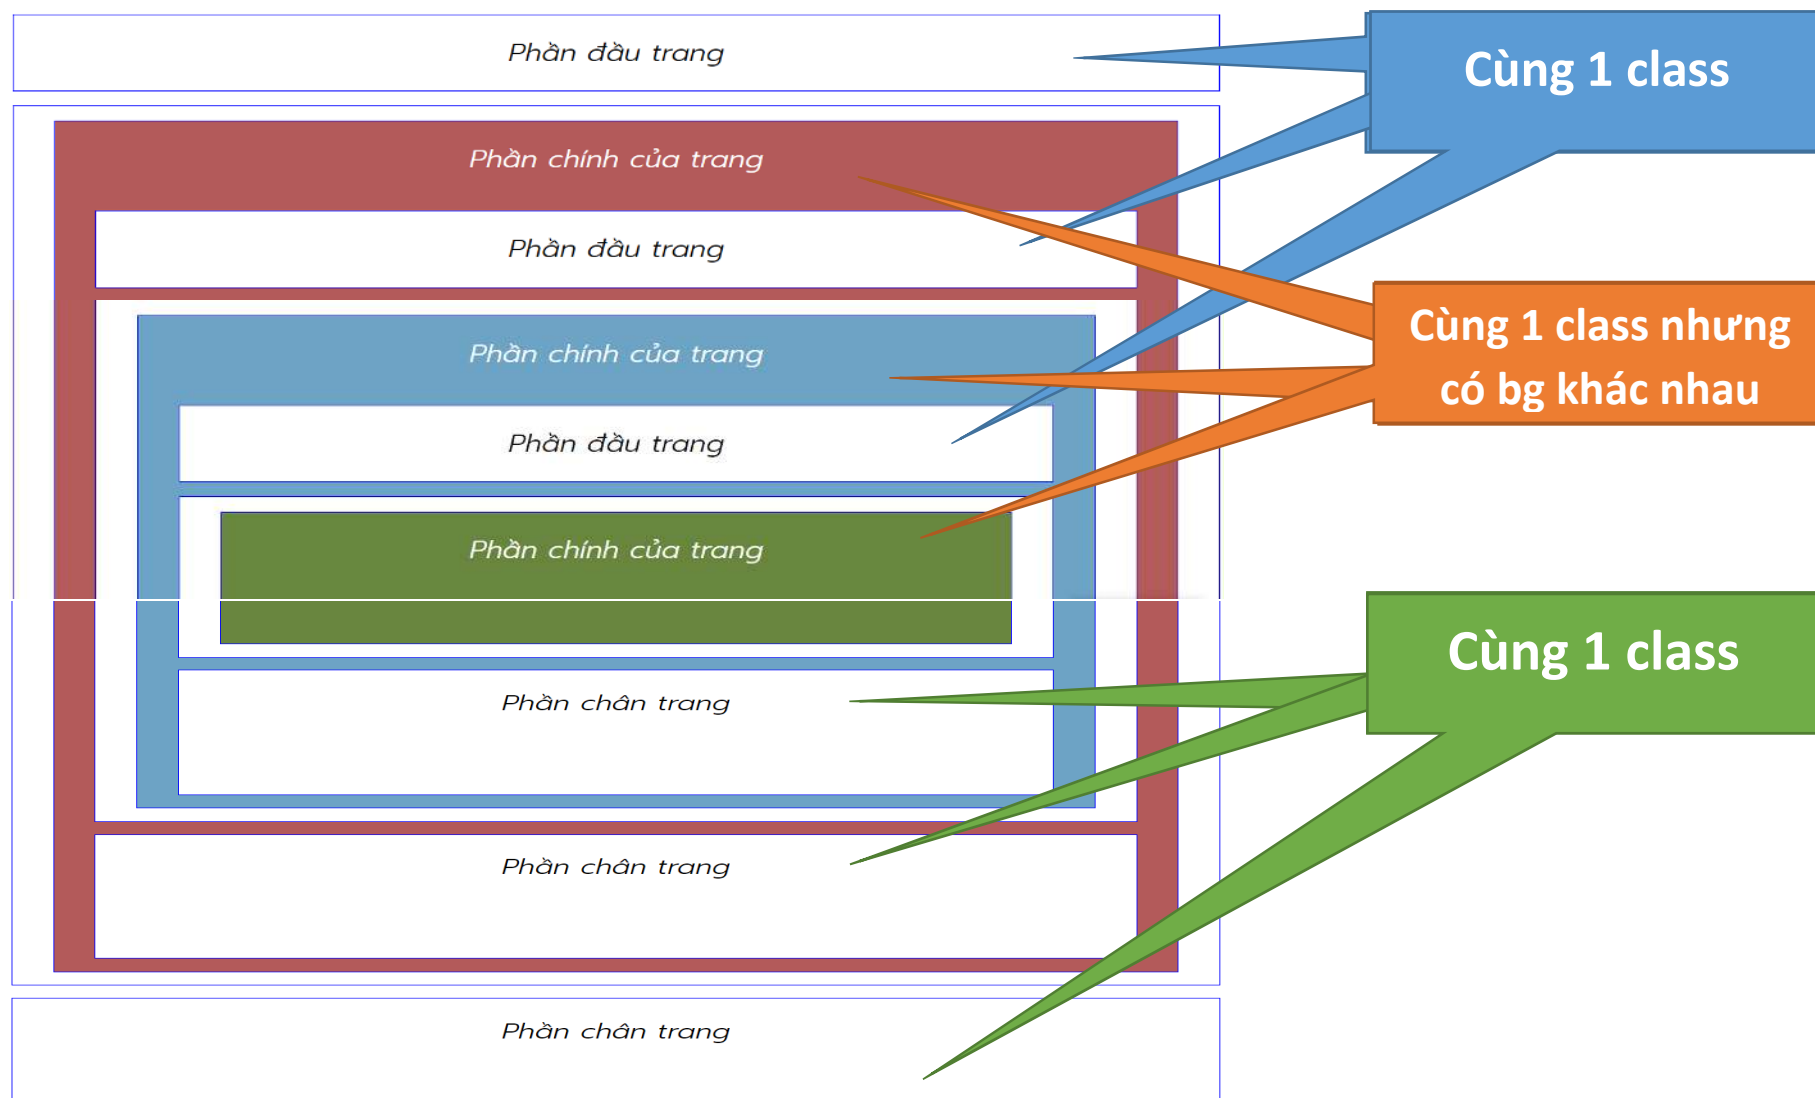 Phần đầu trang
Cùng 1 class
Phần chính của trang
Phần đầu trang
Cùng 1 class nhưng
có bg khác nhau
Phần chính của trang
Phần đầu trang
Phần chính của trang
Cùng 1 class
Phần chân trang
Phần chân trang
Phần chân trang